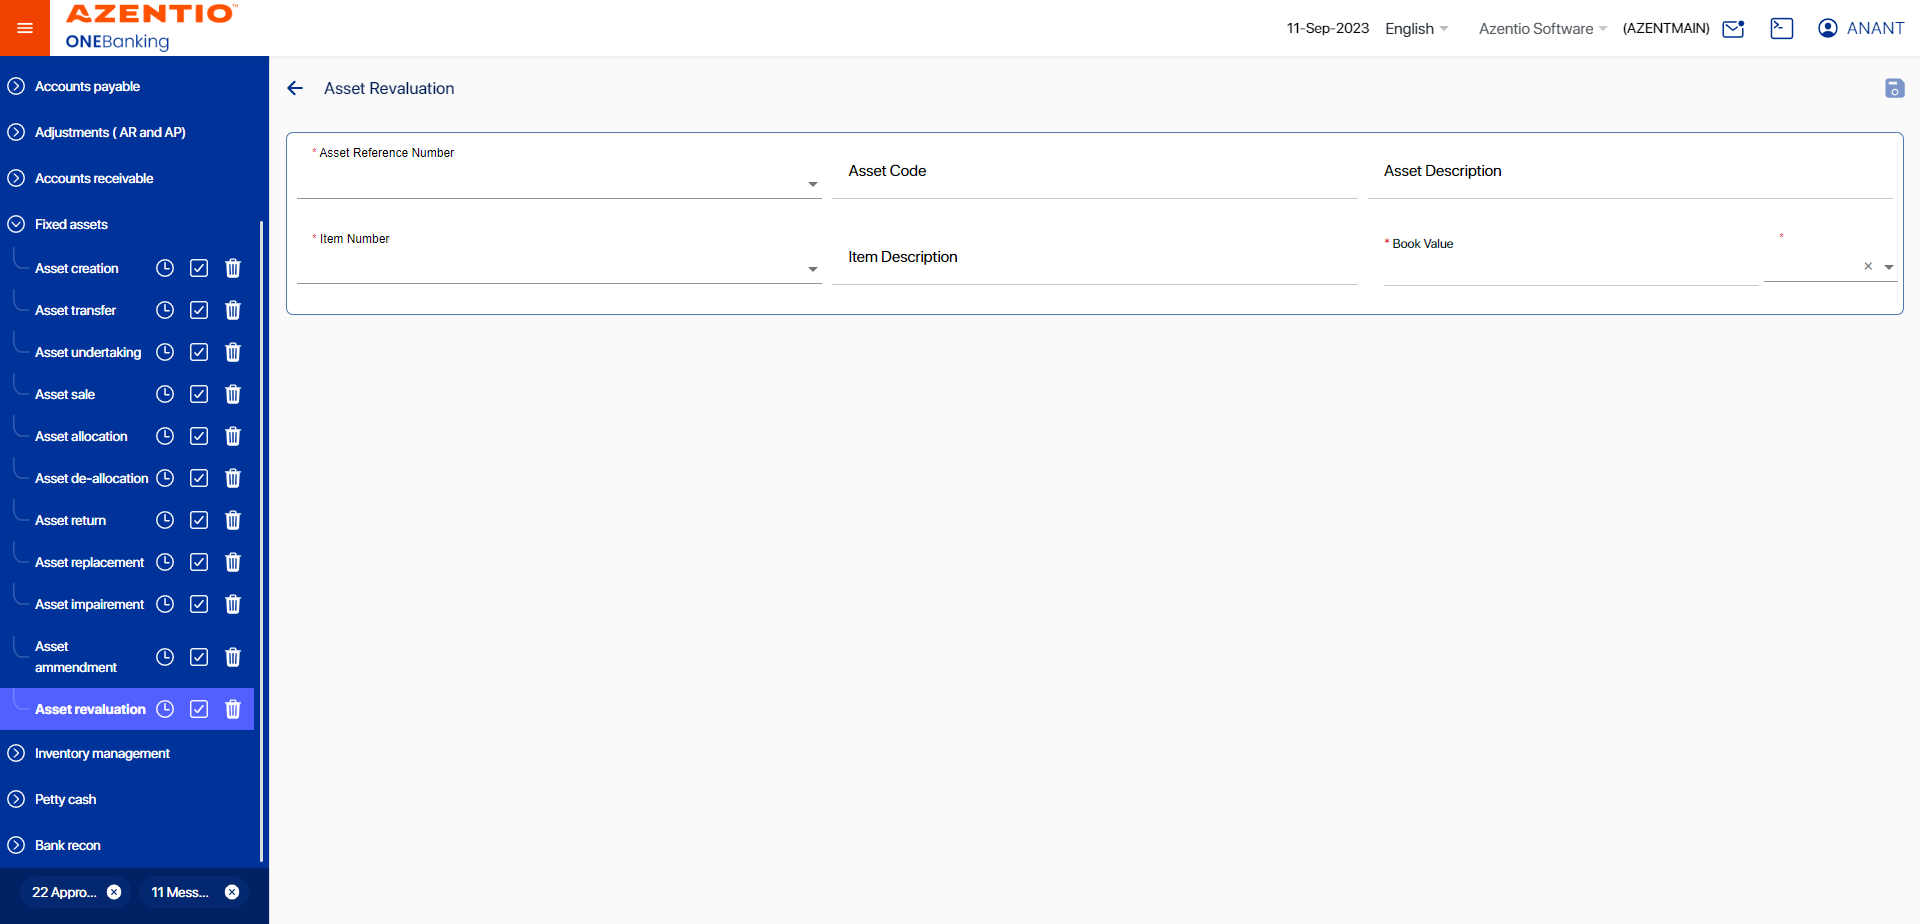 AZENTIO™
ONEBanking
11-Sep-2023 English Azentio Software (AZENTMAIN) ANANT
Accounts payable
Adjustments ( AR and AP)
Accounts receivable
Fixed assets
Asset creation
Asset transfer
Asset undertaking
Asset sale
Asset allocation
Asset de-allocation
Asset return
Asset replacement
Asset impairement
Asset
ammendment
Asset revaluation
Inventory management
Petty cash
Bank recon
22 Appro... 11 Mess...
Asset Revaluation
* Asset Reference Number
Asset Code
Asset Description
* Item Number
Item Description
* Book Value
*